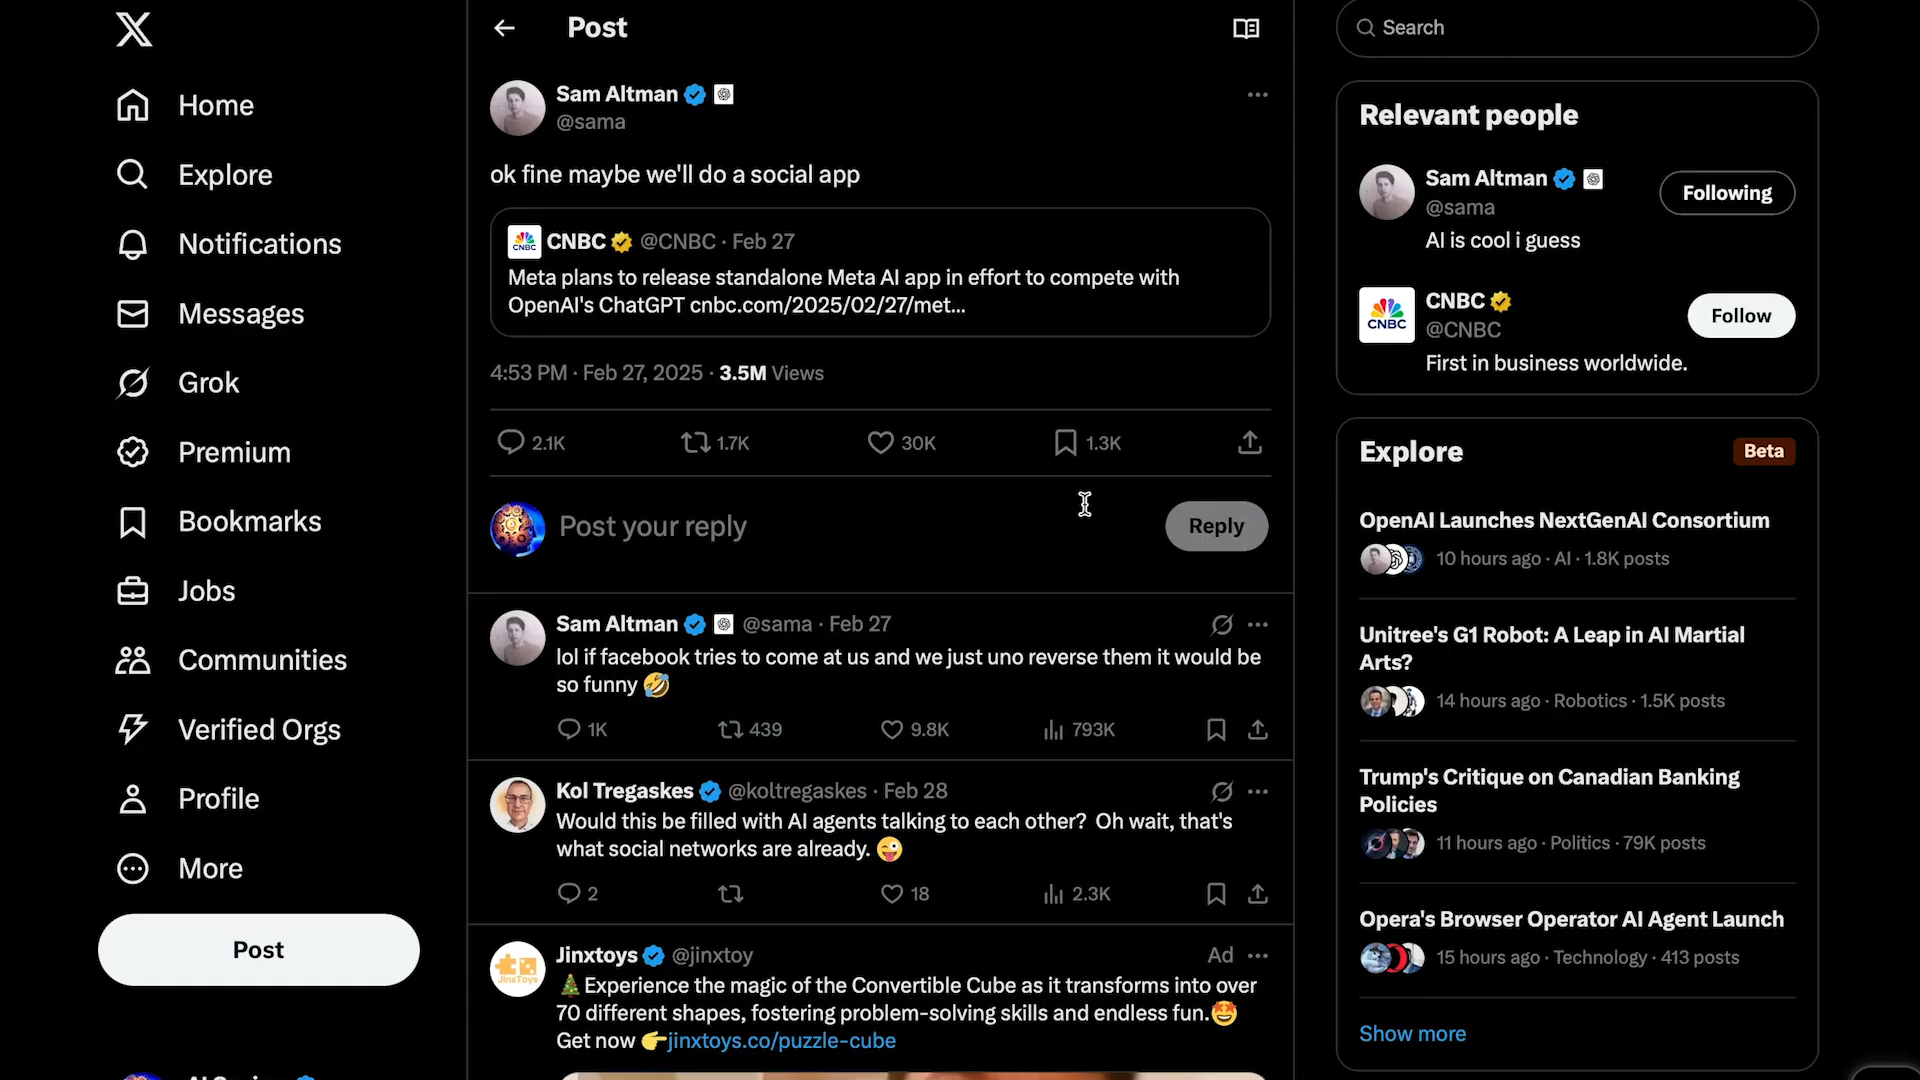 Home
Explore
Notifications
Messages
Grok
Premium
Bookmarks
Jobs
Communities
Verified Orgs
Profile
More
Post
Post
Sam Altman
@sama
ok fine maybe we'll do a social app
CNBC @CNBC · Feb 27
Meta plans to release standalone Meta AI app in effort to compete with
OpenAI's ChatGPT cnbc.com/2025/02/27/met...
4:53 PM · Feb 27, 2025 · 3.5M Views
2.1K 1.7K 30K 1.3K
Post your reply
Reply
Sam Altman @sama · Feb 27
lol if facebook tries to come at us and we just uno reverse them it would be
so funny 🤣
1K 439 9.8K 793K
Kol Tregaskes @koltregaskes · Feb 28
Would this be filled with AI agents talking to each other? Oh wait, that's
what social networks are already. 😜
2 18 2.3K
JinxToys
Jinxtoys @jinxtoy Ad
🎄Experience the magic of the Convertible Cube as it transforms into over
70 different shapes, fostering problem-solving skills and endless fun.🤩
Get now 👉jinxtoys.co/puzzle-cube
Search
Relevant people
Sam Altman
@sama
Following
AI is cool i guess
CNBC
CNBC
@CNBC
Follow
First in business worldwide.
Explore
Beta
OpenAI Launches NextGenAI Consortium
10 hours ago · AI · 1.8K posts
Unitree's G1 Robot: A Leap in AI Martial
Arts?
14 hours ago · Robotics · 1.5K posts
Trump's Critique on Canadian Banking
Policies
11 hours ago · Politics · 79K posts
Opera's Browser Operator AI Agent Launch
15 hours ago · Technology · 413 posts
Show more